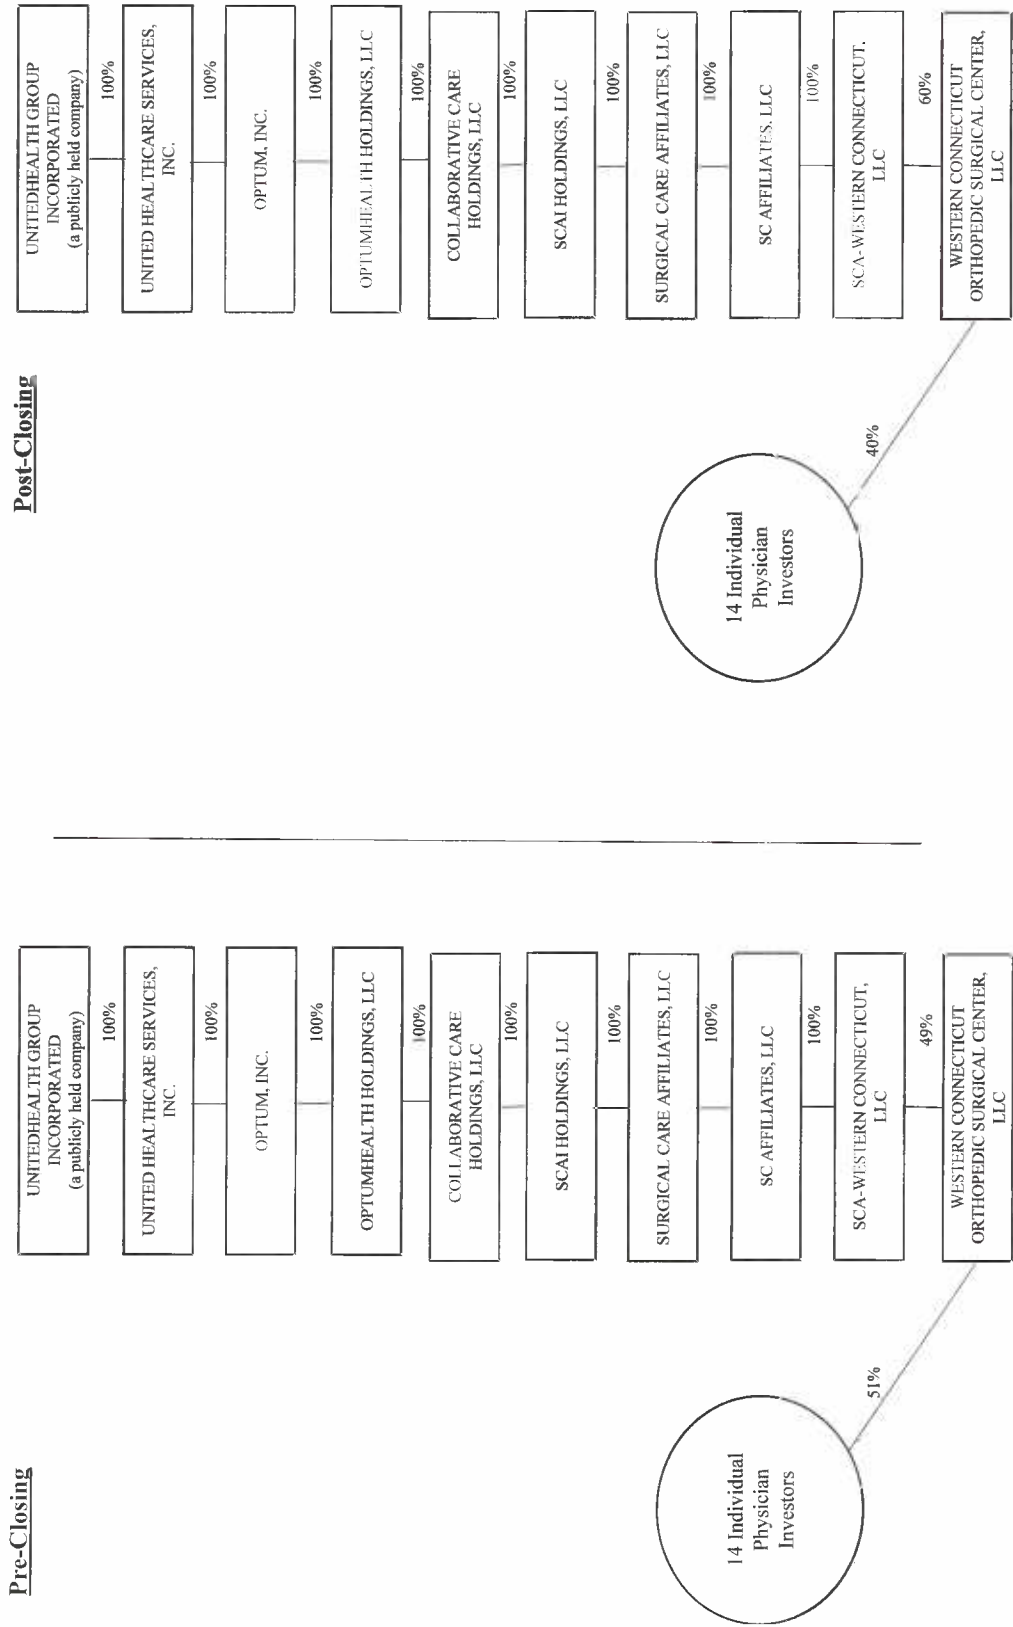 Pre-Closing
UNITEDHEALTH GROUP
INCORPORATED
(a publicly held company)
100%
UNITED HEALTHCARE SERVICES,
INC.
100%
OPTUM, INC.
100%
OPTUMHEALTH HOLDINGS, LLC
100%
COLLABORATIVE CARE
HOLDINGS, LLC
100%
SCAI HOLDINGS, LLC
100%
SURGICAL CARE AFFILIATES, LLC
100%
SC AFFILIATES, LLC
100%
SCA-WESTERN CONNECTICUT,
LLC
49%
WESTERN CONNECTICUT
ORTHOPEDIC SURGICAL CENTER,
LLC
14 Individual
Physician
Investors
51%
Post-Closing
UNITEDHEALTH GROUP
INCORPORATED
(a publicly held company)
100%
UNITED HEALTHCARE SERVICES,
INC.
100%
OPTUM, INC.
100%
OPTUMHEALTH HOLDINGS, LLC
100%
COLLABORATIVE CARE
HOLDINGS, LLC
100%
SCAI HOLDINGS, LLC
100%
SURGICAL CARE AFFILIATES, LLC
100%
SC AFFILIATES, LLC
100%
SCA-WESTERN CONNECTICUT.
LLC
60%
WESTERN CONNECTICUT
ORTHOPEDIC SURGICAL CENTER,
LLC
14 Individual
Physician
Investors
40%